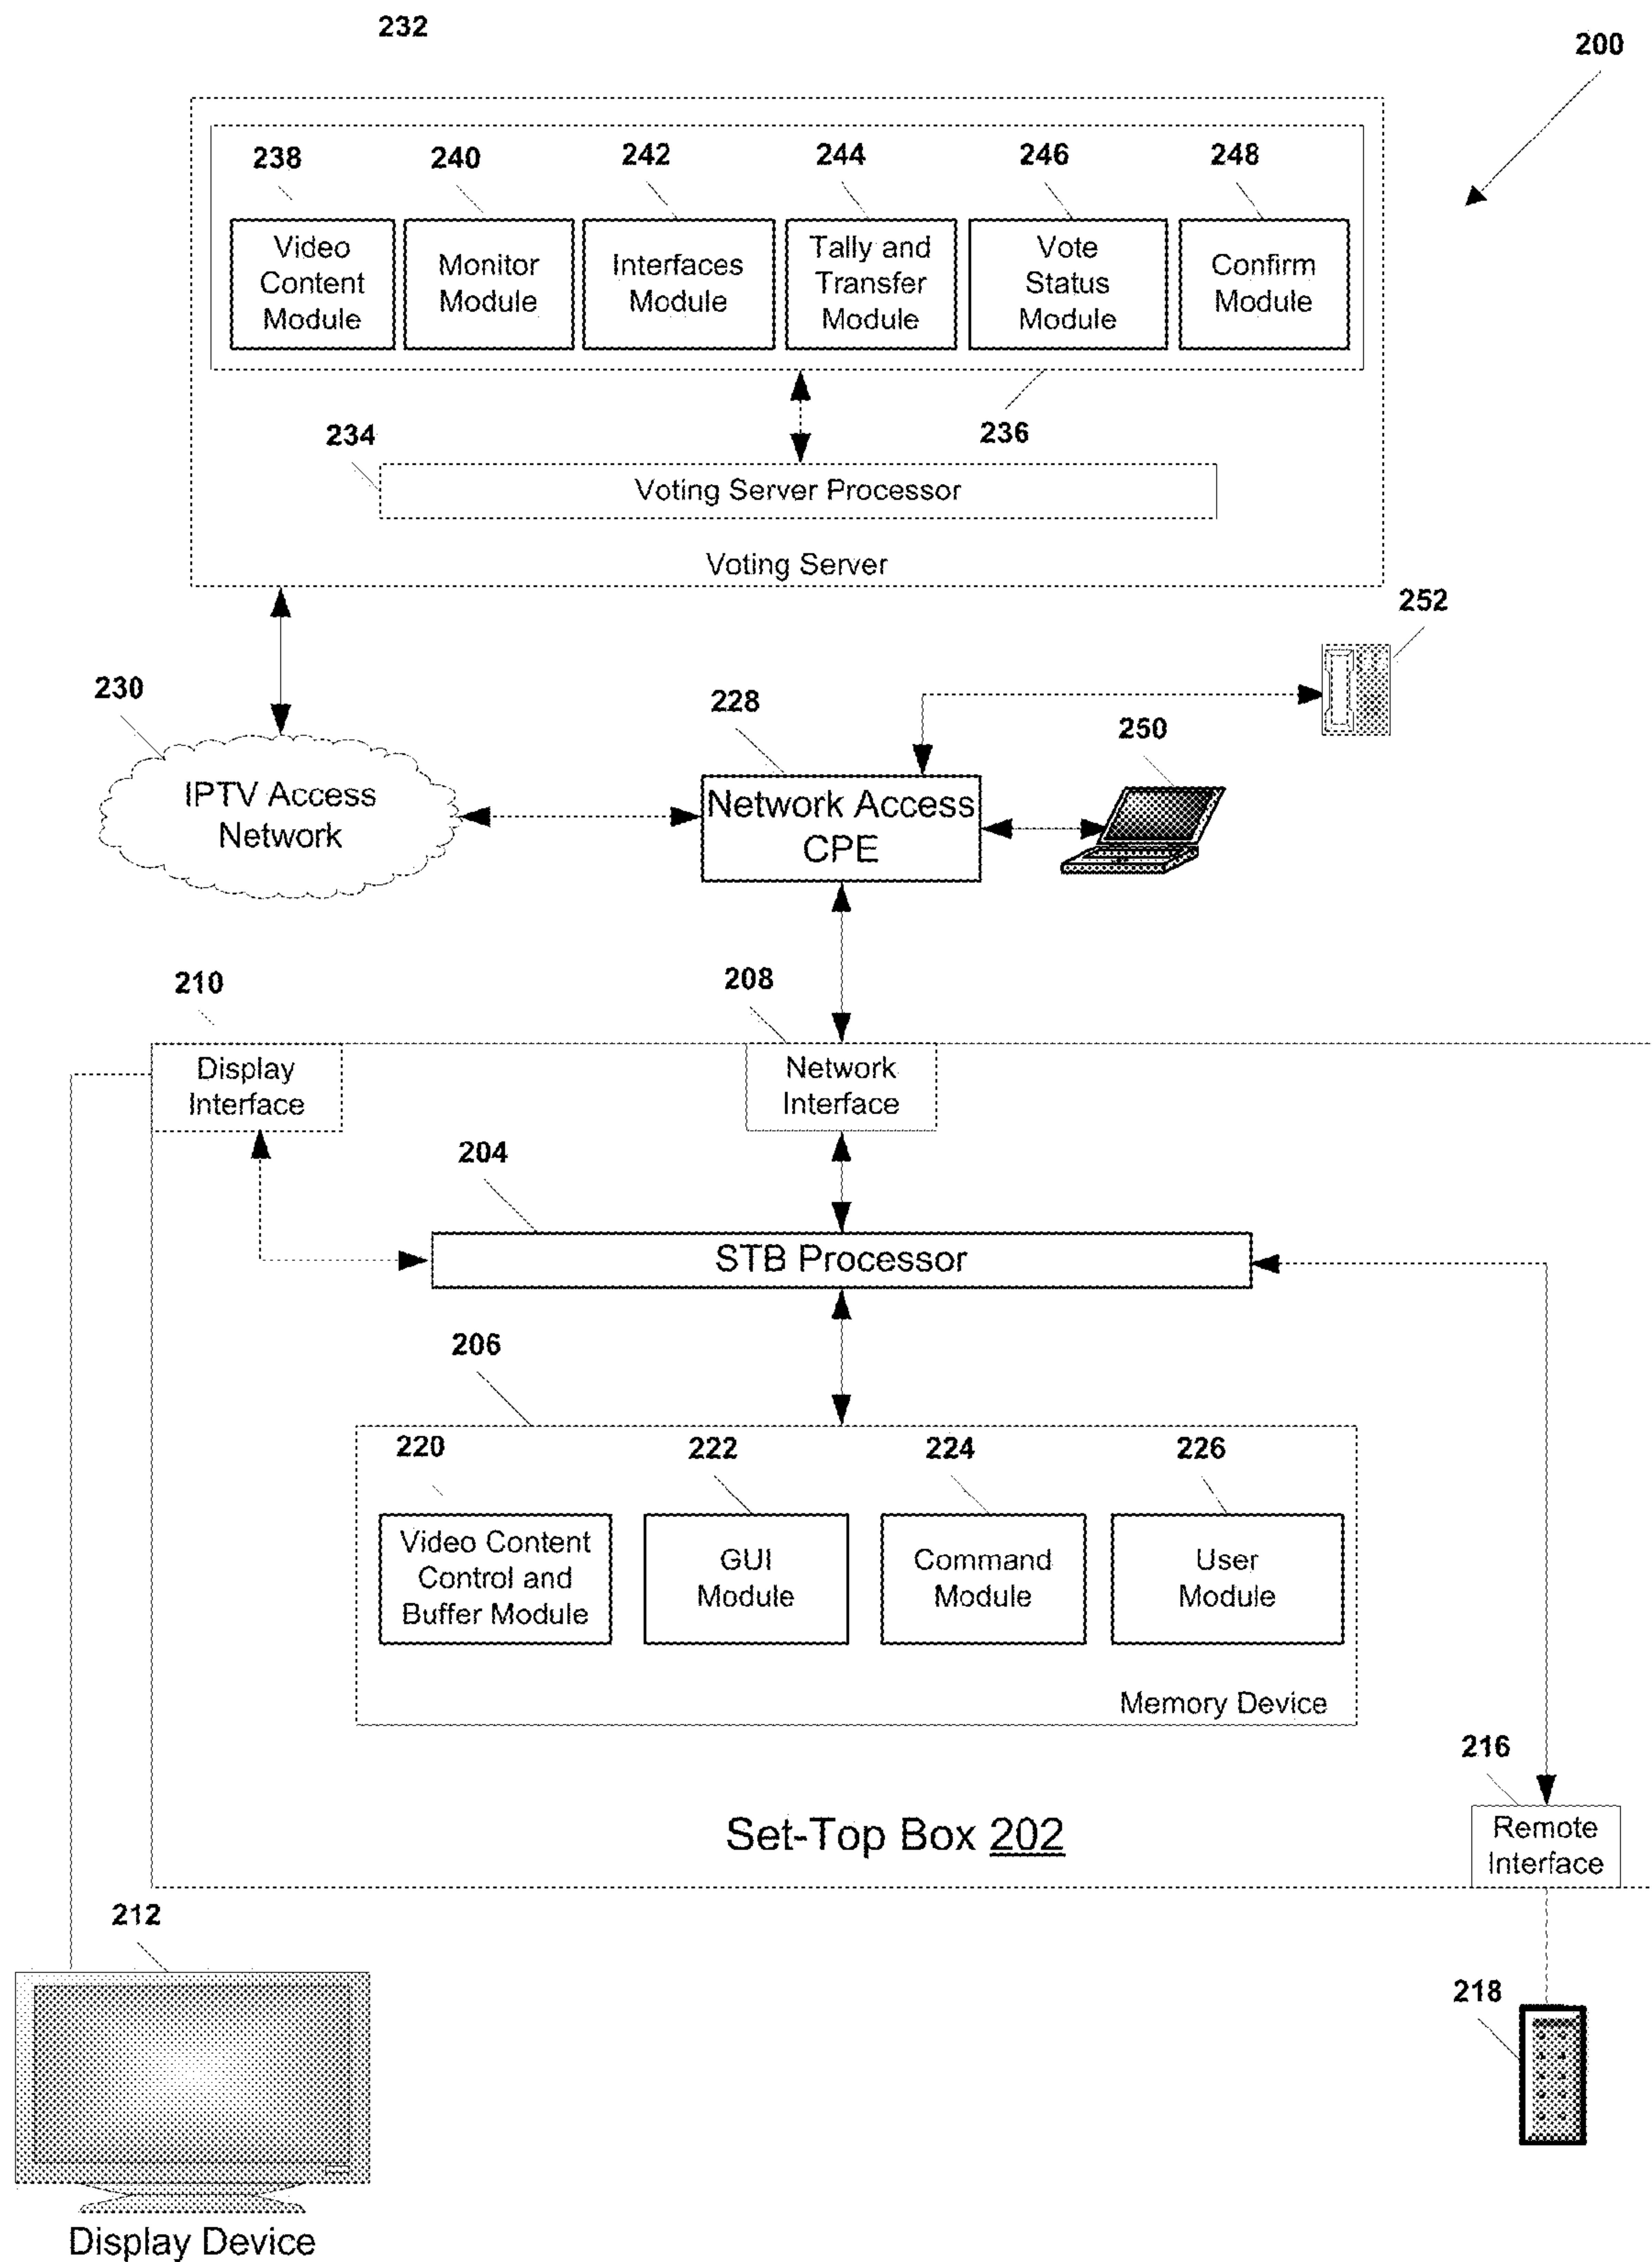 232
200
238
240
242
244
246
248
Video
Content
Module
Monitor
Module
Interfaces
Module
Tally and
Transfer
Module
Vote
Status
Module
Confirm
Module
234
236
Voting Server Processor
Voting Server
252
230
228
250
IPTV Access
Network
Network Access
CPE
210
208
Display
Interface
Network
Interface
204
STB Processor
206
220
222
224
226
Video Content
Control and
Buffer Module
GUI
Module
Command
Module
User
Module
Memory Device
216
Set-Top Box 202
Remote
Interface
212
218
Display Device